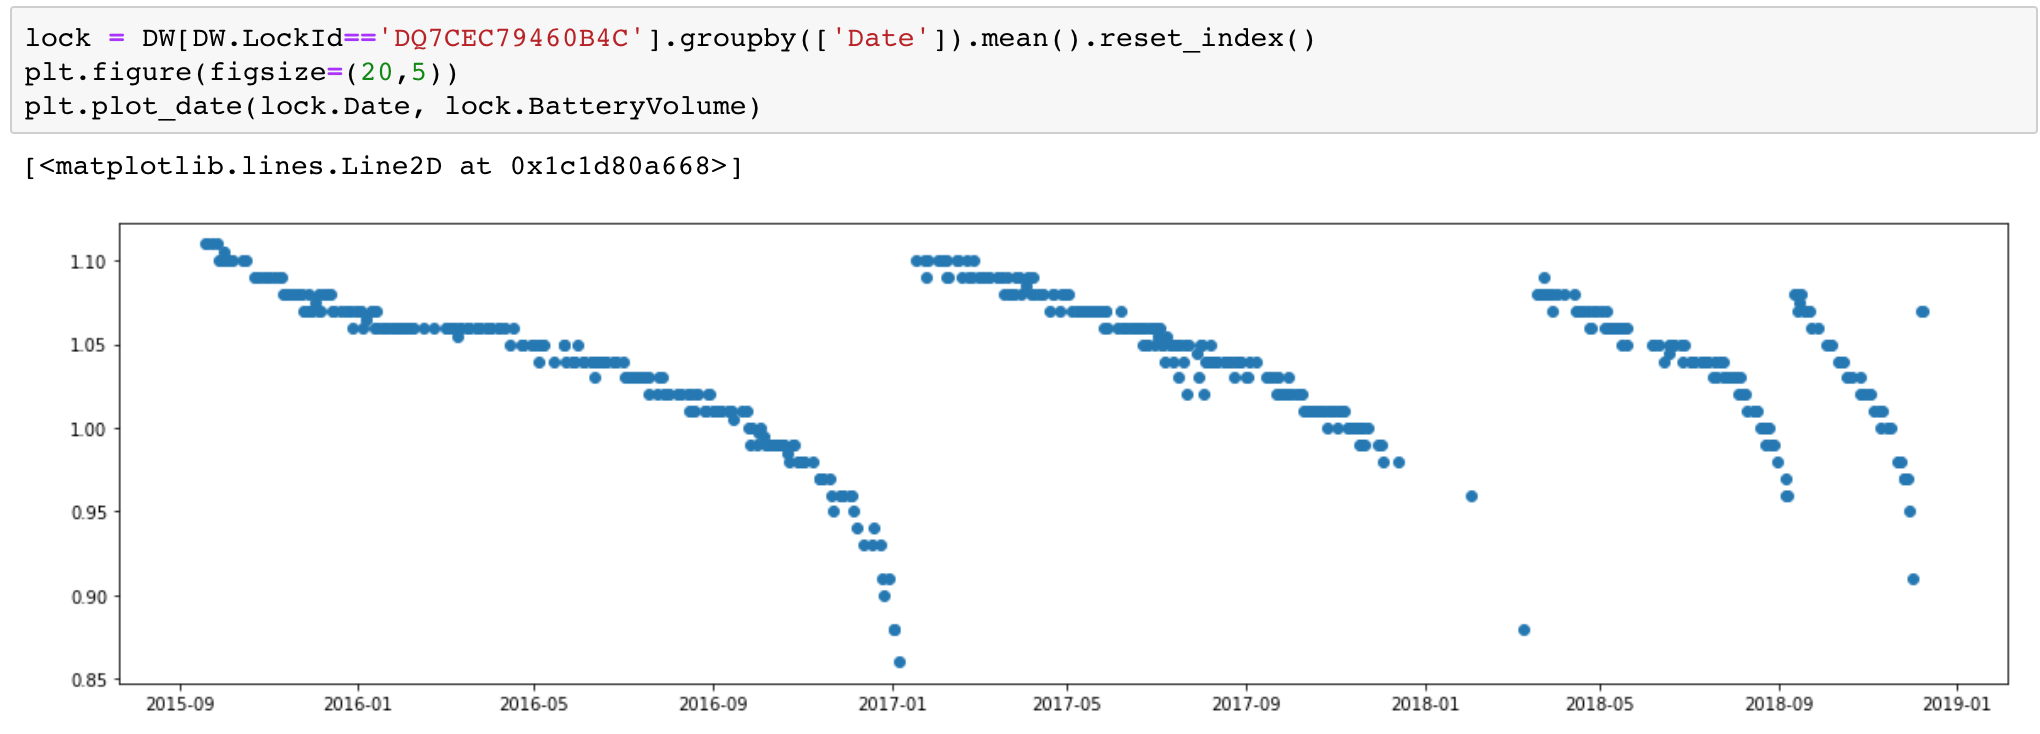 lock = DW[DW.LockId=='DQ7CEC79460B4C'].groupby(['Date']).mean().reset_index()
plt.figure(figsize=(20,5))
plt.plot_date(lock.Date, lock.BatteryVolume)
[<matplotlib.lines.Line2D at 0x1c1d80a668>]
1.10
1.05
1.00
0.95
0.90
0.85
2015-09 2016-01 2016-05 2016-09 2017-01 2017-05 2017-09 2018-01 2018-05 2018-09 2019-01